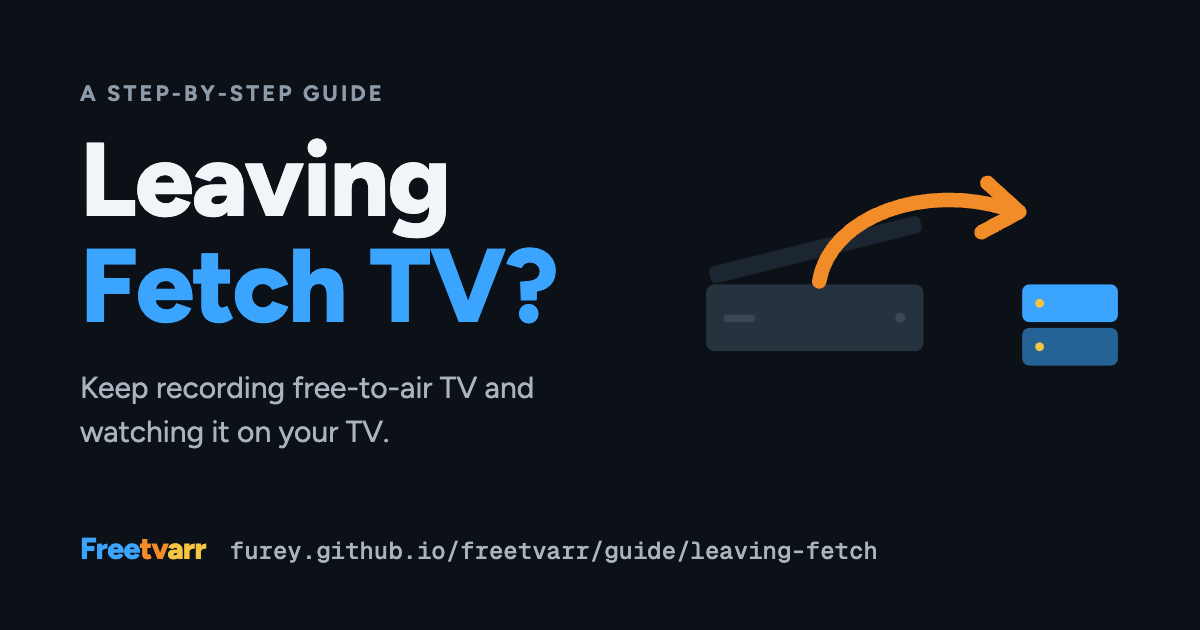 A STEP-BY-STEP GUIDE
Leaving
Fetch TV?
Keep recording free-to-air TV and
watching it on your TV.
Freetvarr furey.github.io/freetvarr/guide/leaving-fetch